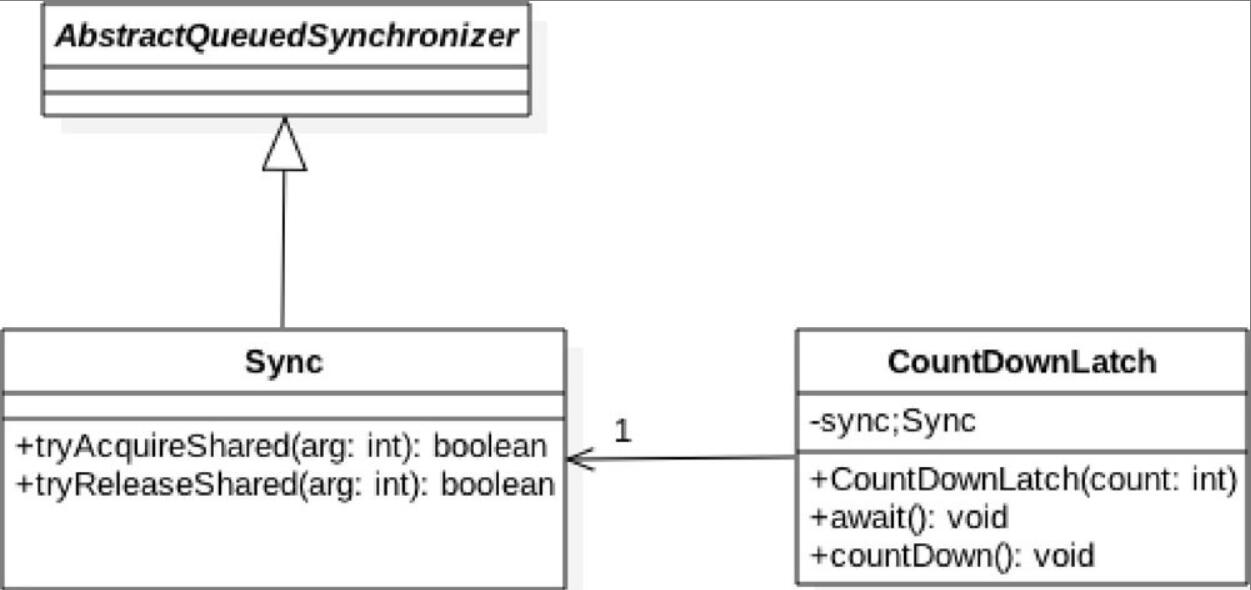 AbstractQueuedSynchronizer
Sync
+tryAcquireShared(arg: int): boolean
+tryReleaseShared(arg: int): boolean
1
CountDownLatch
-sync;Sync
+CountDownLatch(count: int)
+await(): void
+countDown(): void